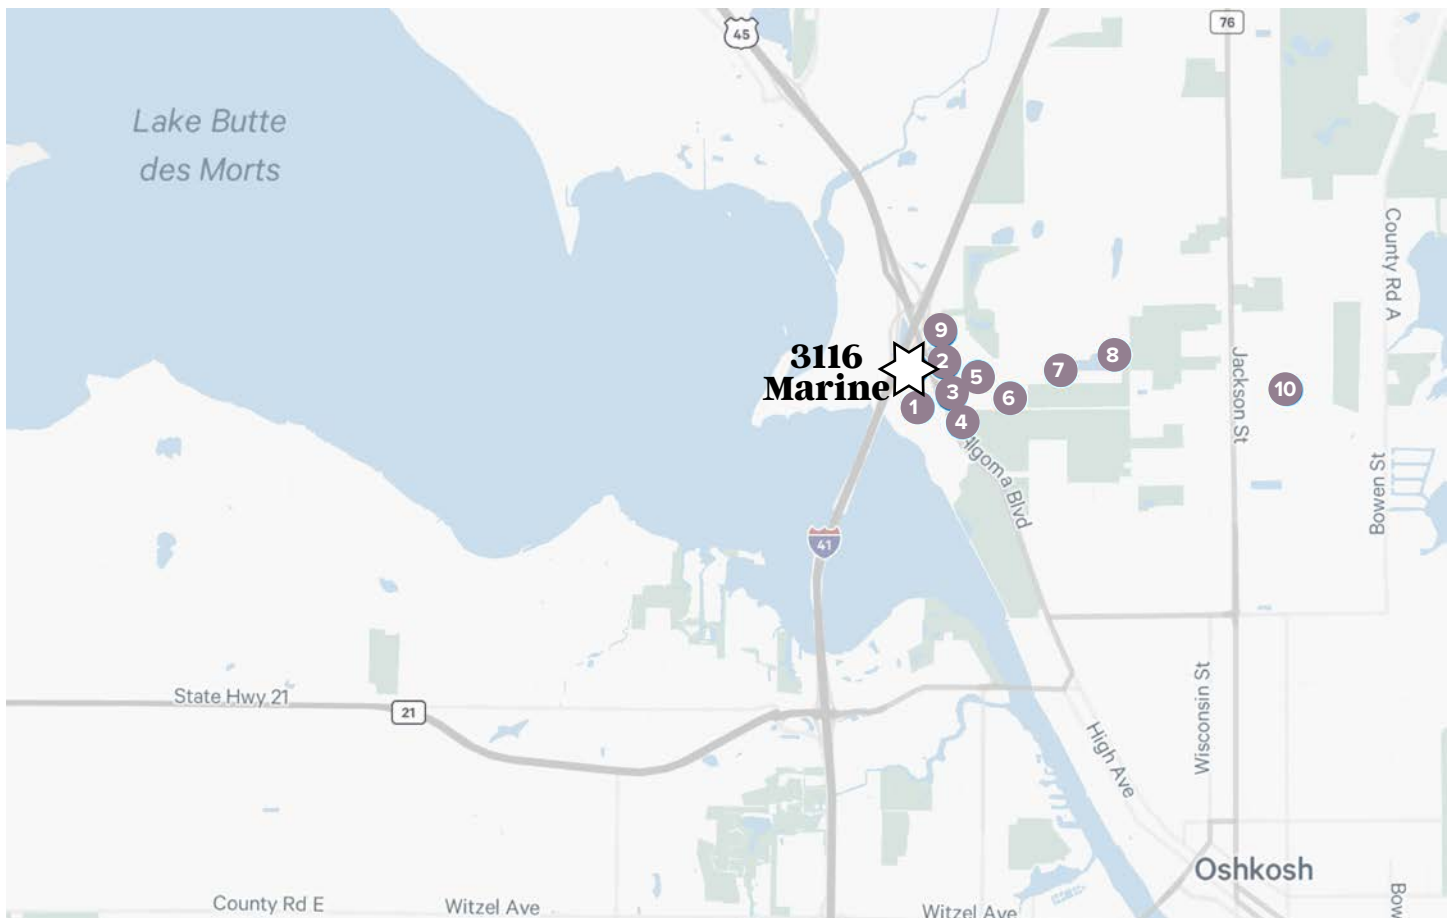 45
76
Lake Butte
des Morts
County Rd A
9
3116
Marine
2
5
7
8
3
6
10
1
4
Jackson St
Algoma Blvd
Bowen St
41
State Hwy 21
21
Wisconsin St
High Ave
Oshkosh
County Rd E
Witzel Ave
Witzel Ave
Bow